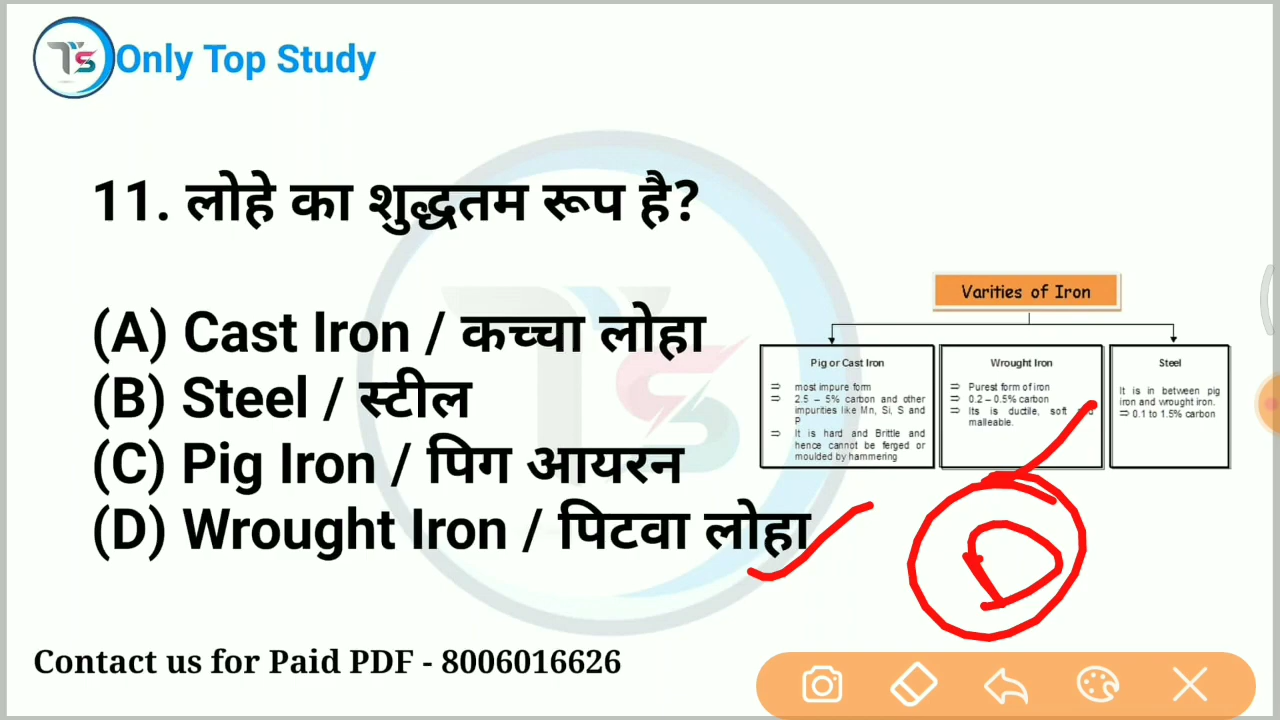 TS Only Top Study
11. लोहे का शुद्धतम रूप है?
(A) Cast Iron / कच्चा लोहा
(B) Steel / स्टील
(C) Pig Iron / पिग आयरन
(D) Wrought Iron / पिटवा लोहा
Varities of Iron
Pig or Cast Iron
⇒ most impure form
⇒ 2.5 – 5% carbon and other
impurities like Mn, Si, S and
P
⇒ It is hard and Brittle and
hence cannot be ferged or
moulded by hammering
Wrought Iron
⇒ Purest form of iron
⇒ 0.2 – 0.5% carbon
⇒ Its is ductile, soft
malleable.
Steel
It is in between pig
iron and wrought iron.
⇒ 0.1 to 1.5% carbon
D
Contact us for Paid PDF - 8006016626